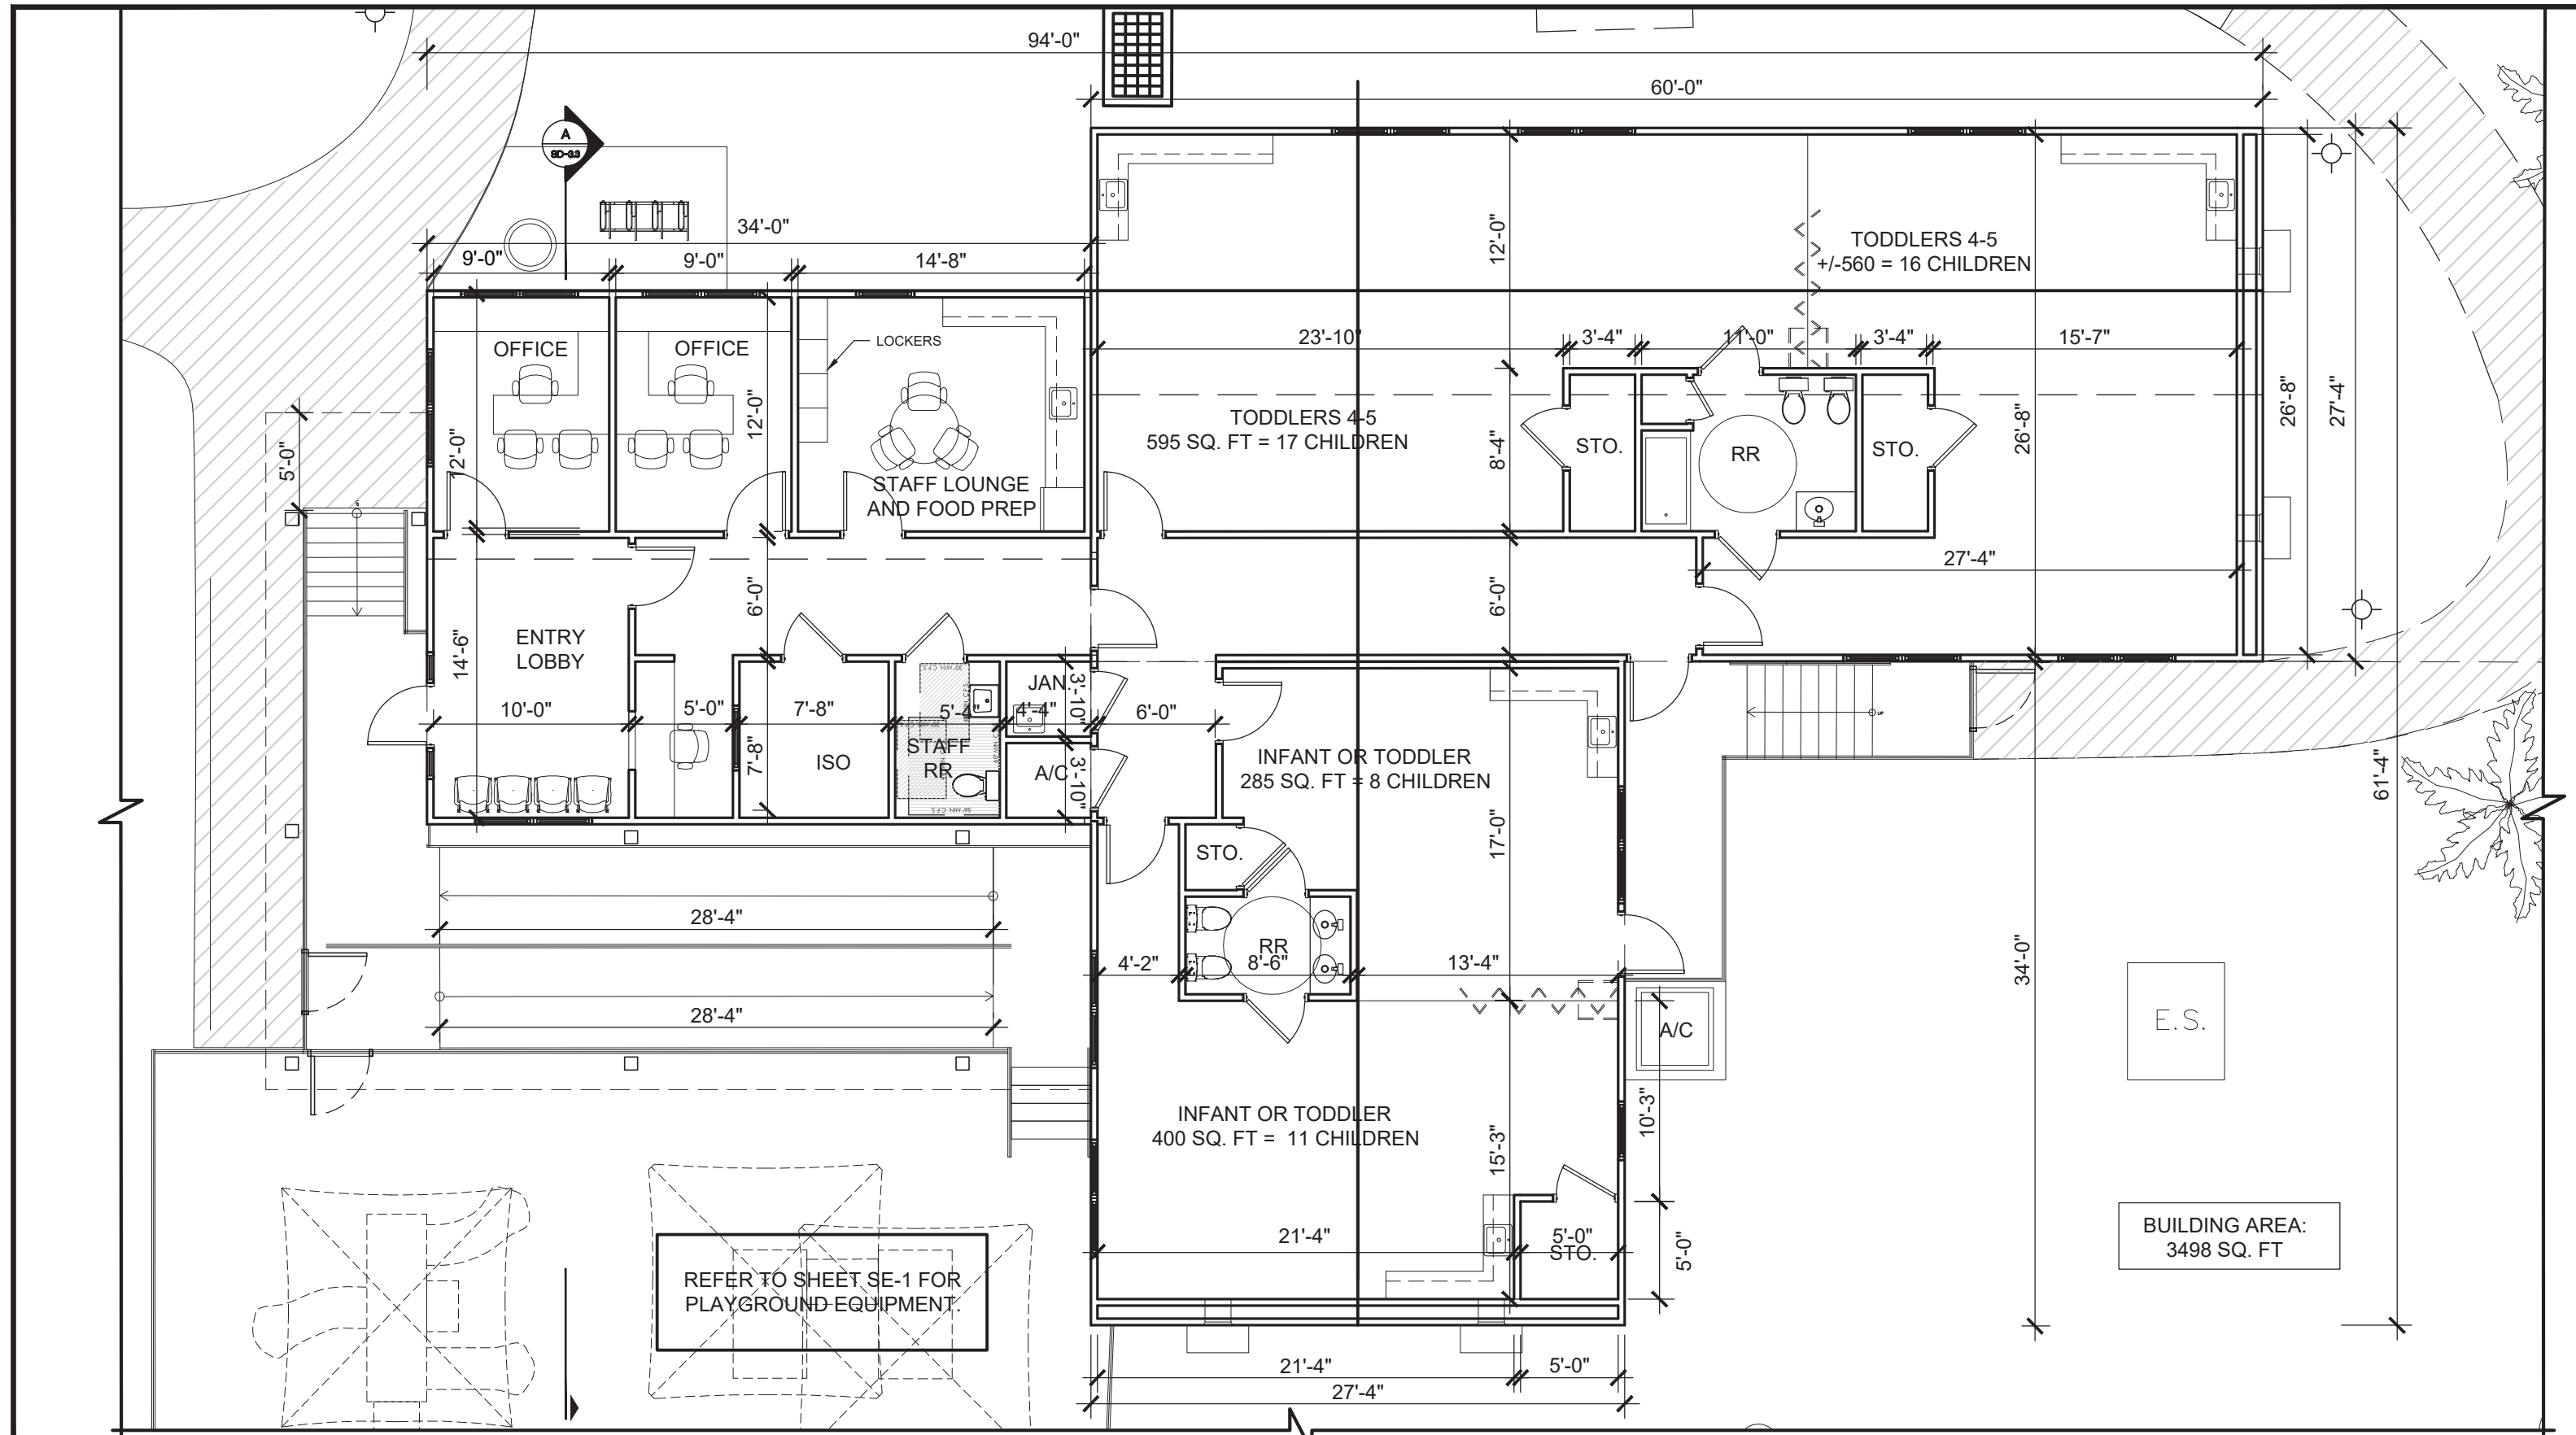 94'-0"
60'-0"
A
SD-3.3
34'-0"
9'-0"
9'-0"
14'-8"
12'-0"
TODDLERS 4-5
+/-560 = 16 CHILDREN
OFFICE
OFFICE
LOCKERS
23'-10"
3'-4"
11'-0"
3'-4"
15'-7"
12'-0"
12'-0"
5'-0"
STAFF LOUNGE
AND FOOD PREP
TODDLERS 4-5
595 SQ. FT = 17 CHILDREN
8'-4"
STO.
RR
STO.
26'-8"
26'-8"
27'-4"
27'-4"
14'-6"
ENTRY
LOBBY
6'-0"
6'-0"
10'-0"
5'-0"
7'-8"
5'-4"
4'-4"
6'-0"
7'-8"
ISO
STAFF
RR
JAN.
3'-10"
A/C
3'-10"
INFANT OR TODDLER
285 SQ. FT = 8 CHILDREN
61'-4"
17'-0"
STO.
28'-4"
4'-2"
RR
8'-6"
13'-4"
34'-0"
28'-4"
A/C
E.S.
INFANT OR TODDLER
400 SQ. FT = 11 CHILDREN
15'-3"
10'-3"
21'-4"
5'-0"
STO.
5'-0"
BUILDING AREA:
3498 SQ. FT
REFER TO SHEET SE-1 FOR
PLAYGROUND EQUIPMENT.
21'-4"
5'-0"
27'-4"